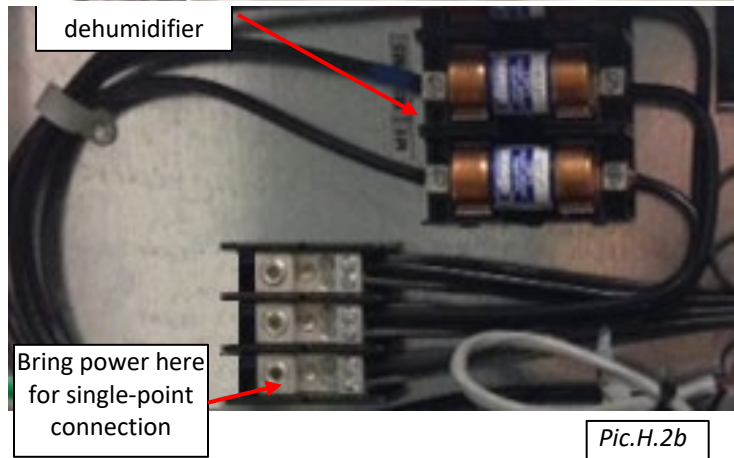 dehumidifier
Bring power here
for single-point
connection
Pic.H.2b